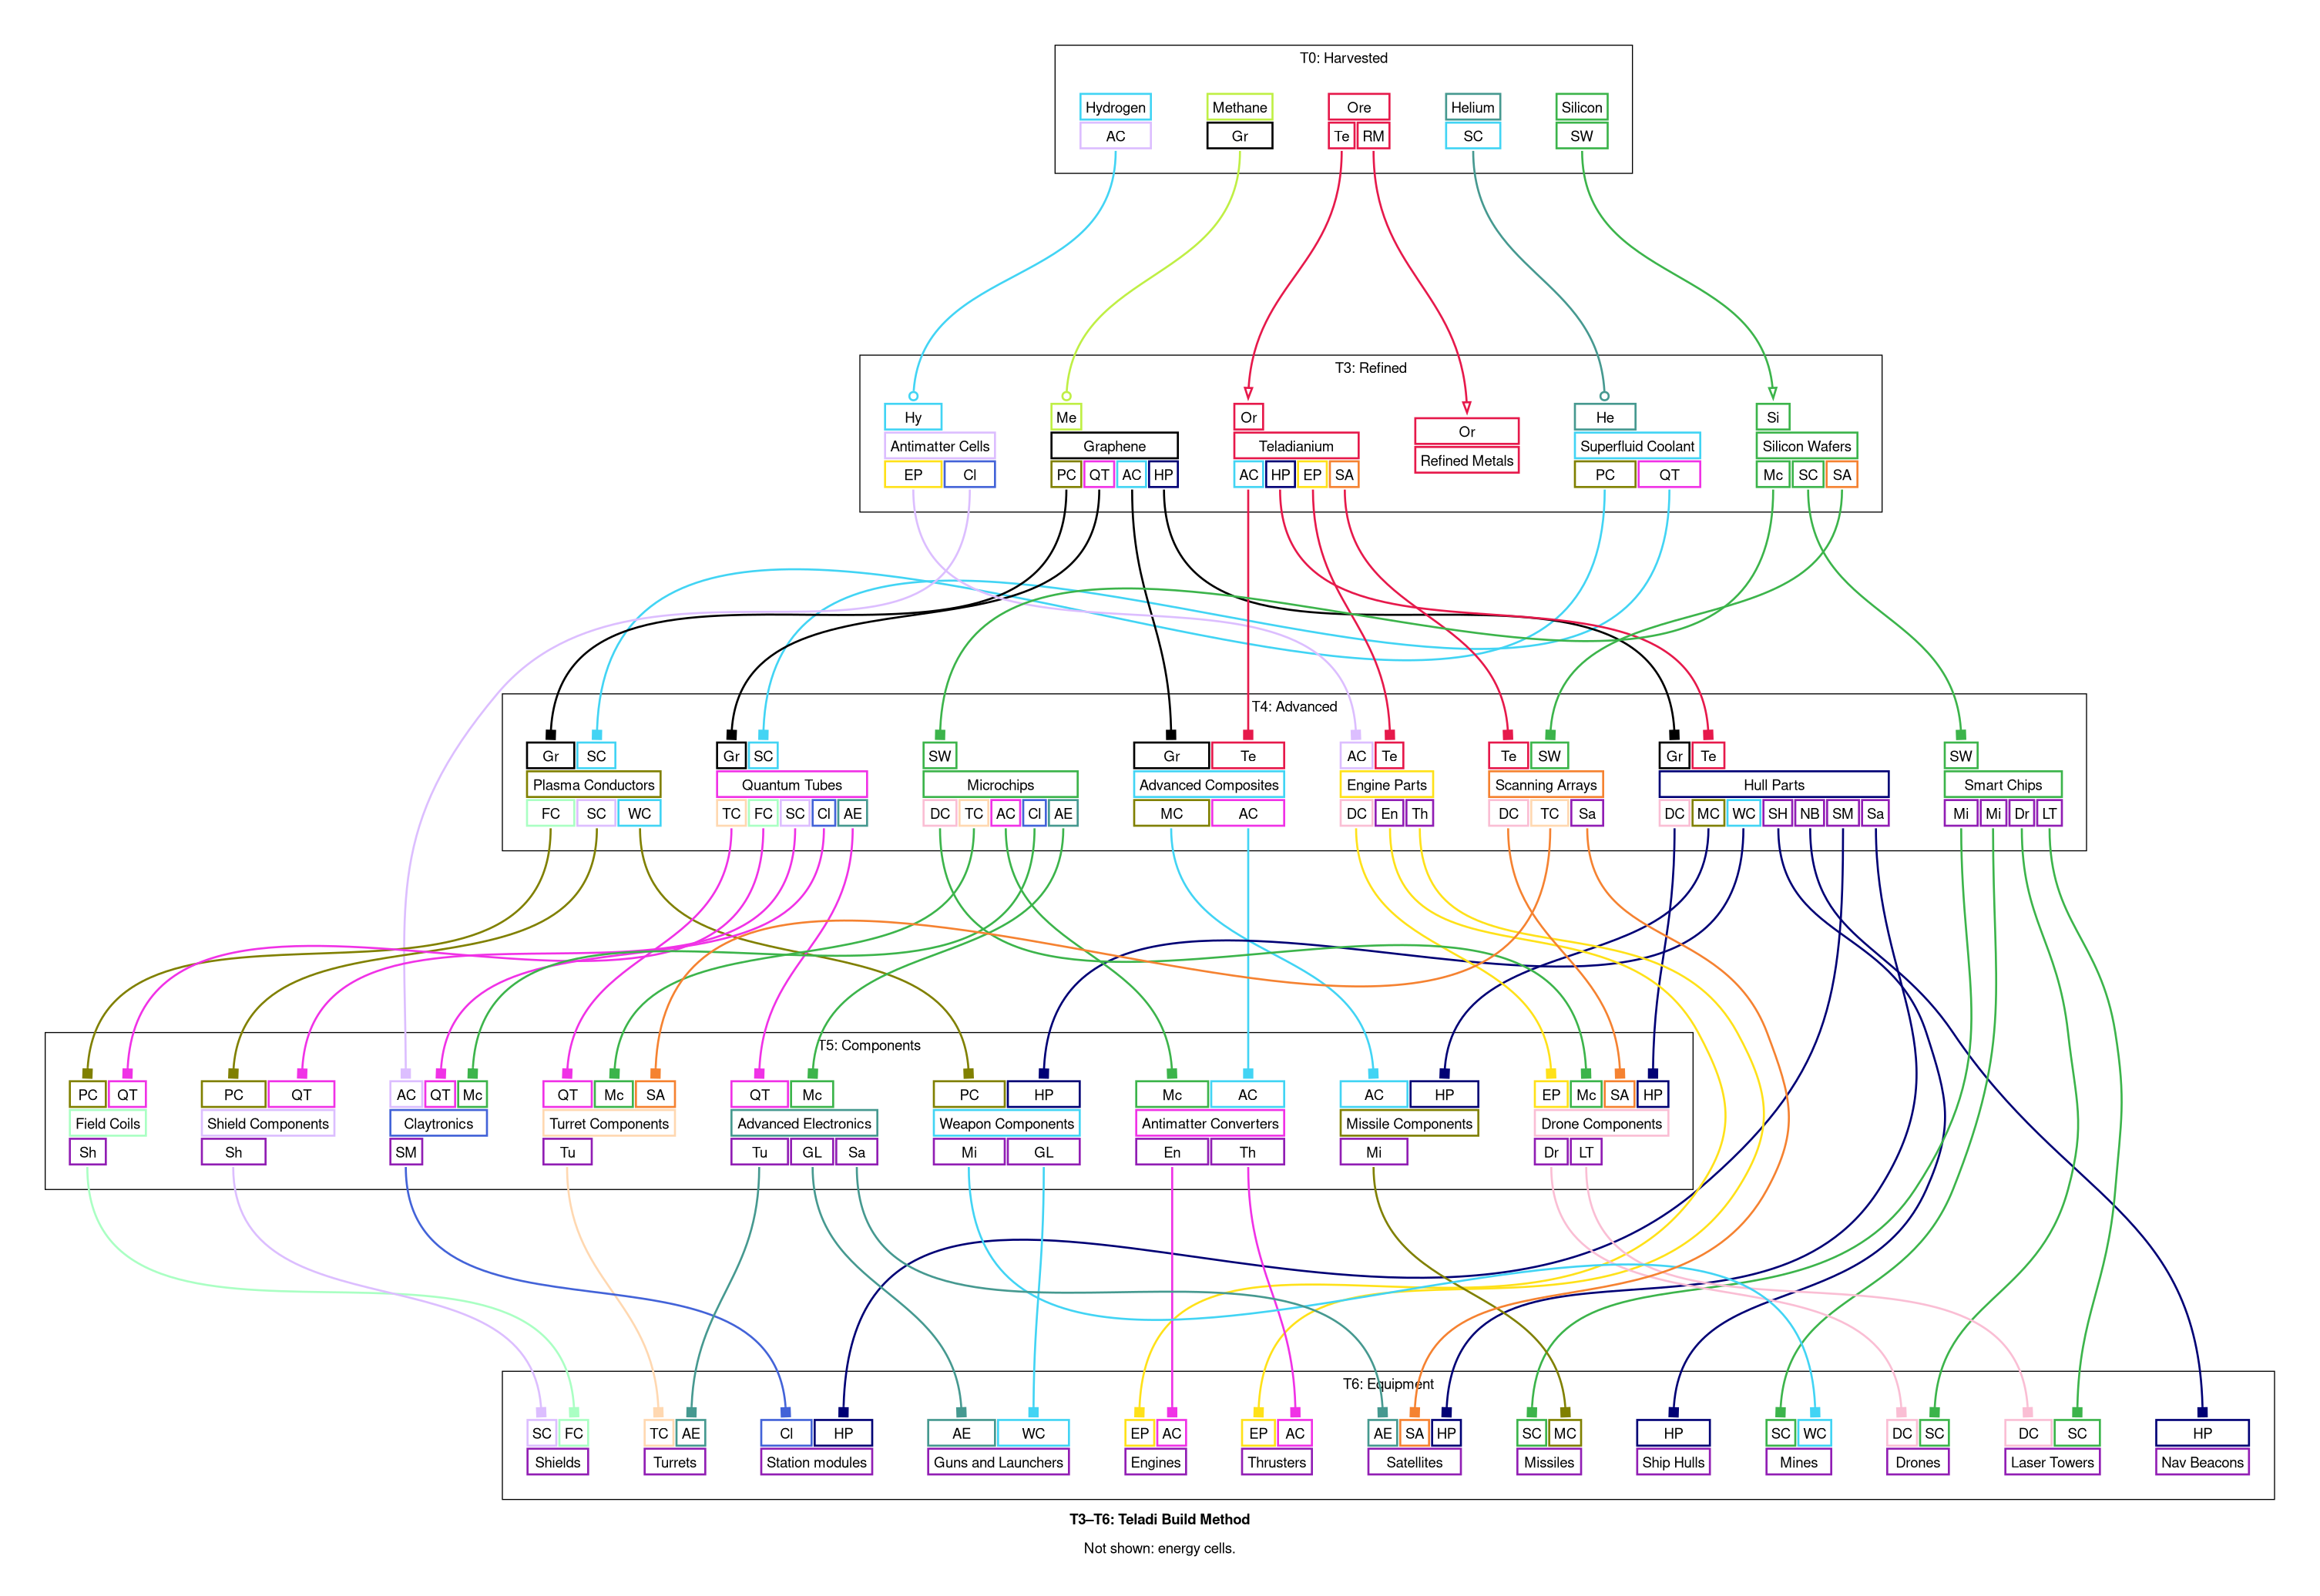 T0: Harvested
Hydrogen Methane Ore Helium Silicon
AC Gr Te RM SC SW
T3: Refined
Hy Me Or Or He Si
Antimatter Cells Graphene Teladianium Refined Metals Superfluid Coolant Silicon Wafers
EP Cl PC QT AC HP AC HP EP SA PC QT Mc SC SA
T4: Advanced
Gr SC Gr SC SW Gr Te AC Te Te SW Gr Te SW
Plasma Conductors Quantum Tubes Microchips Advanced Composites Engine Parts Scanning Arrays Hull Parts Smart Chips
FC SC WC TC FC SC Cl AE DC TC AC Cl AE MC AC DC En Th DC TC Sa DC MC WC SH NB SM Sa Mi Mi Dr LT
T5: Components
PC QT PC QT AC QT Mc QT Mc SA QT Mc PC HP Mc AC AC HP EP Mc SA HP
Field Coils Shield Components Claytronics Turret Components Advanced Electronics Weapon Components Antimatter Converters Missile Components Drone Components
Sh Sh SM Tu Tu GL Sa Mi GL En Th Mi Dr LT
T6: Equipment
SC FC TC AE Cl HP AE WC EP AC EP AC AE SA HP SC MC HP SC WC DC SC DC SC HP
Shields Turrets Station modules Guns and Launchers Engines Thrusters Satellites Missiles Ship Hulls Mines Drones Laser Towers Nav Beacons
T3–T6: Teladi Build Method
Not shown: energy cells.